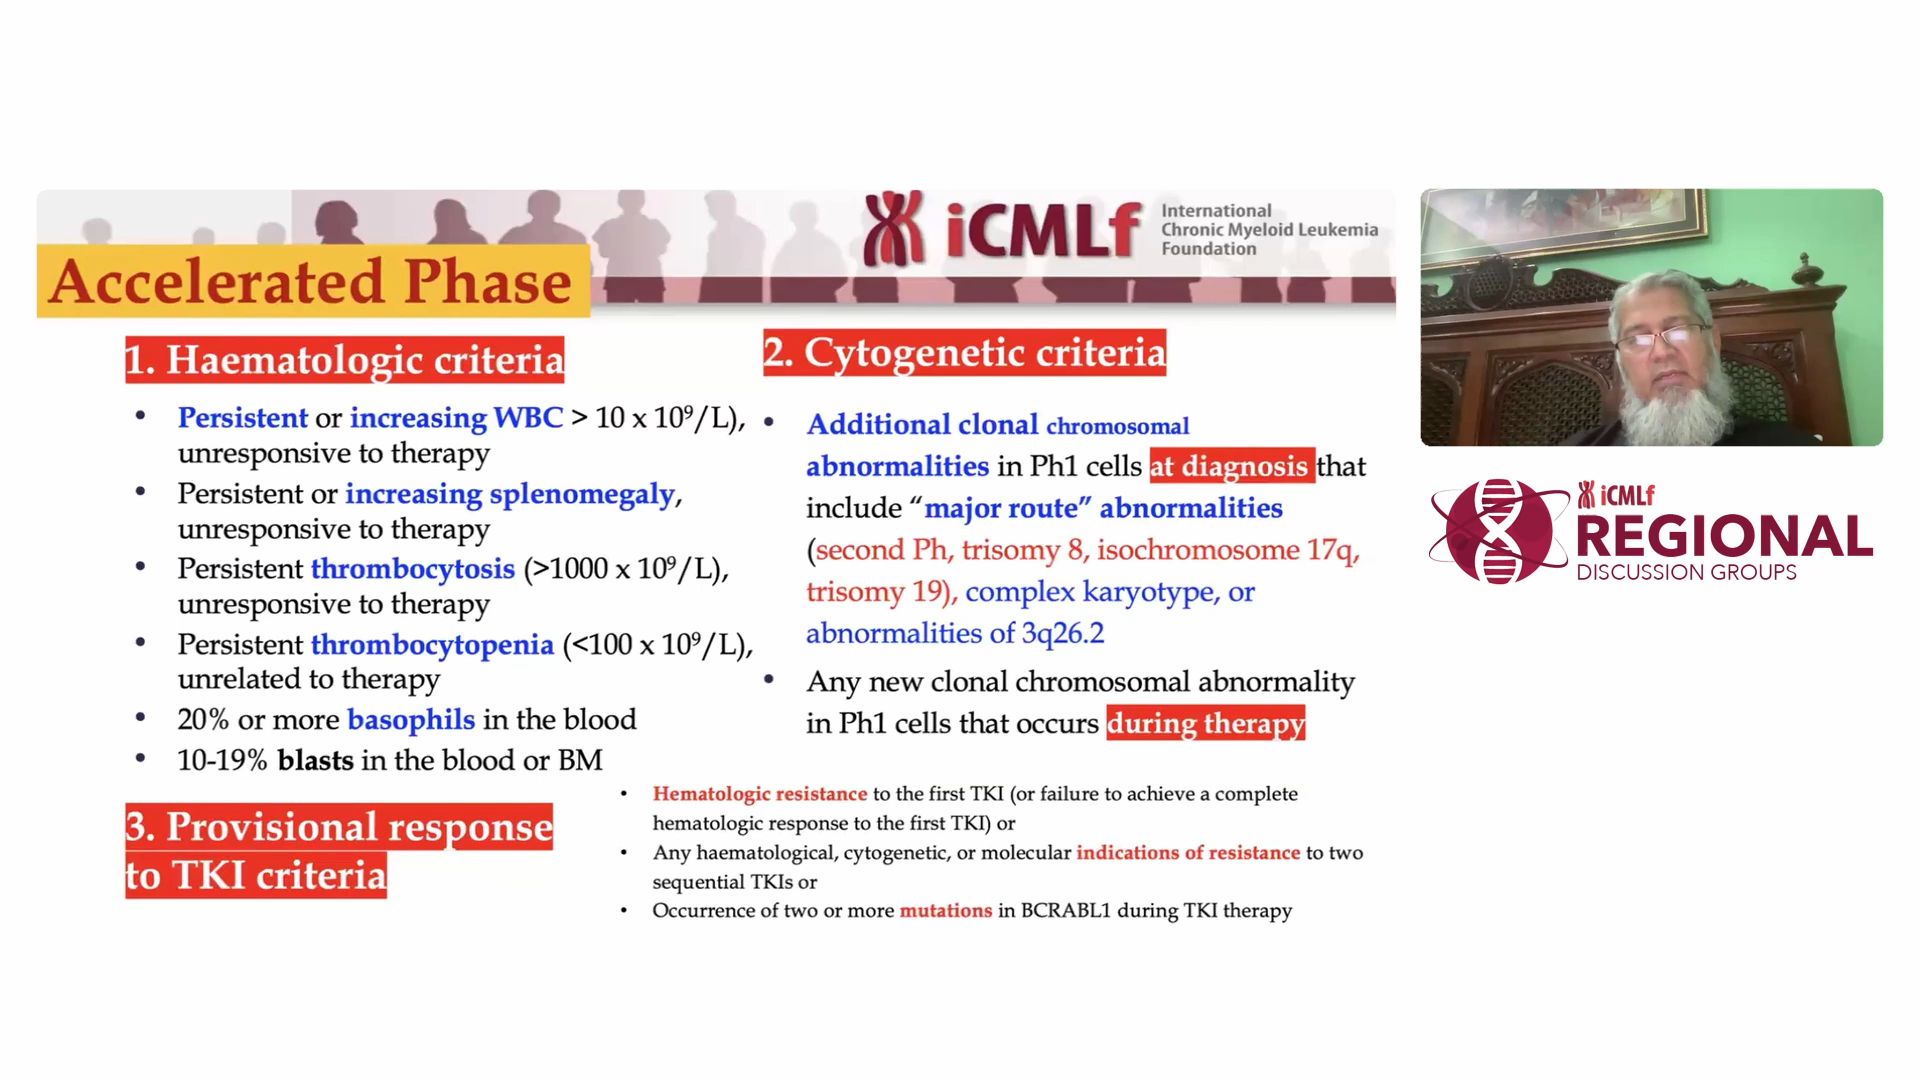 iCMLf
International
Chronic Myeloid Leukemia
Foundation
Accelerated Phase
1. Haematologic criteria
• Persistent or increasing WBC > 10 x 10⁹/L),
unresponsive to therapy
• Persistent or increasing splenomegaly,
unresponsive to therapy
• Persistent thrombocytosis (>1000 x 10⁹/L),
unresponsive to therapy
• Persistent thrombocytopenia (<100 x 10⁹/L),
unrelated to therapy
• 20% or more basophils in the blood
• 10-19% blasts in the blood or BM
2. Cytogenetic criteria
• Additional clonal chromosomal
abnormalities in Ph1 cells at diagnosis that
include “major route” abnormalities
(second Ph, trisomy 8, isochromosome 17q,
trisomy 19), complex karyotype, or
abnormalities of 3q26.2
• Any new clonal chromosomal abnormality
in Ph1 cells that occurs during therapy
3. Provisional response
to TKI criteria
• Hematologic resistance to the first TKI (or failure to achieve a complete
hematologic response to the first TKI) or
• Any haematological, cytogenetic, or molecular indications of resistance to two
sequential TKIs or
• Occurrence of two or more mutations in BCRABL1 during TKI therapy
iCMLf
REGIONAL
DISCUSSION GROUPS